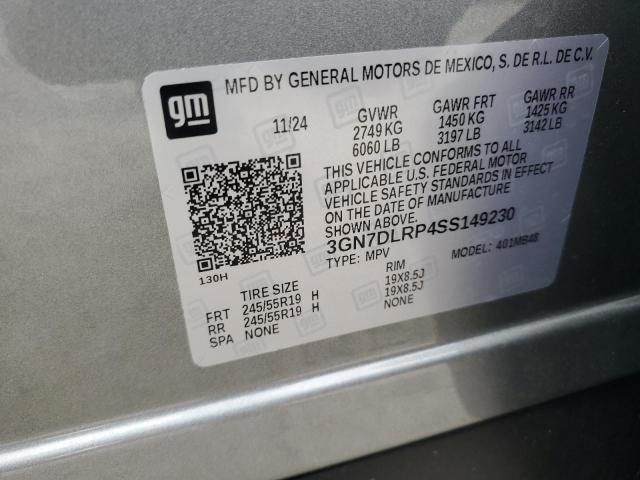 gm
MFD BY GENERAL MOTORS DE MEXICO, S. DE R.L. DE C.V.
11/24 GVWR GAWR FRT GAWR RR
2749 KG 1450 KG 1425 KG
6060 LB 3197 LB 3142 LB
THIS VEHICLE CONFORMS TO ALL
APPLICABLE U.S. FEDERAL MOTOR
VEHICLE SAFETY STANDARDS IN EFFECT
ON THE DATE OF MANUFACTURE
SHOWN ABOVE.
3GN7DLRP4SS149230
TYPE: MPV MODEL: 401MB48
130H
TIRE SIZE RIM
FRT 245/55R19 H 19X8.5J
RR 245/55R19 H 19X8.5J
SPA NONE NONE